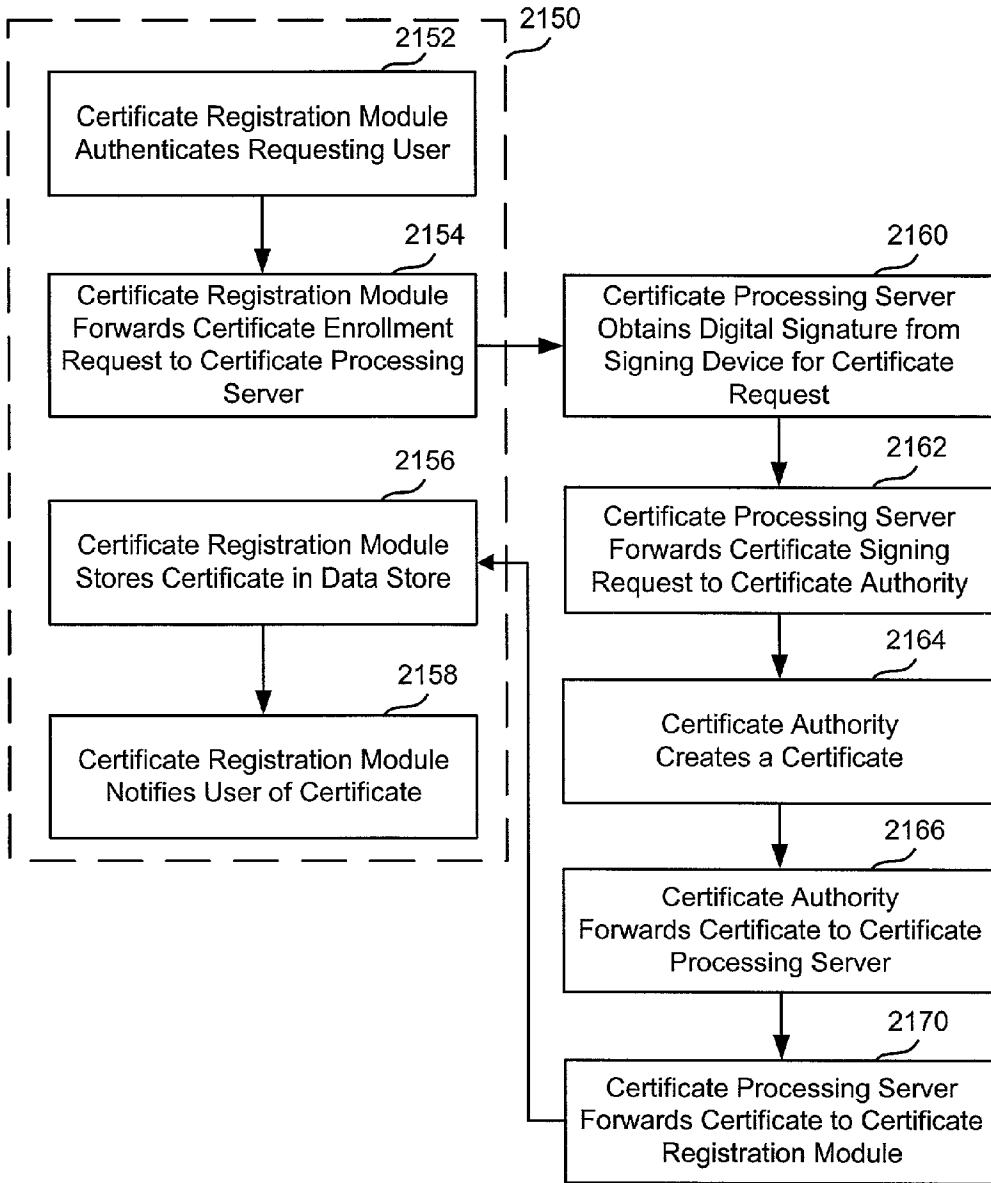 2150
2152
Certificate Registration Module
Authenticates Requesting User
2154
Certificate Registration Module
Forwards Certificate Enrollment
Request to Certificate Processing
Server
2156
Certificate Registration Module
Stores Certificate in Data Store
2158
Certificate Registration Module
Notifies User of Certificate
2160
Certificate Processing Server
Obtains Digital Signature from
Signing Device for Certificate
Request
2162
Certificate Processing Server
Forwards Certificate Signing
Request to Certificate Authority
2164
Certificate Authority
Creates a Certificate
2166
Certificate Authority
Forwards Certificate to Certificate
Processing Server
2170
Certificate Processing Server
Forwards Certificate to Certificate
Registration Module